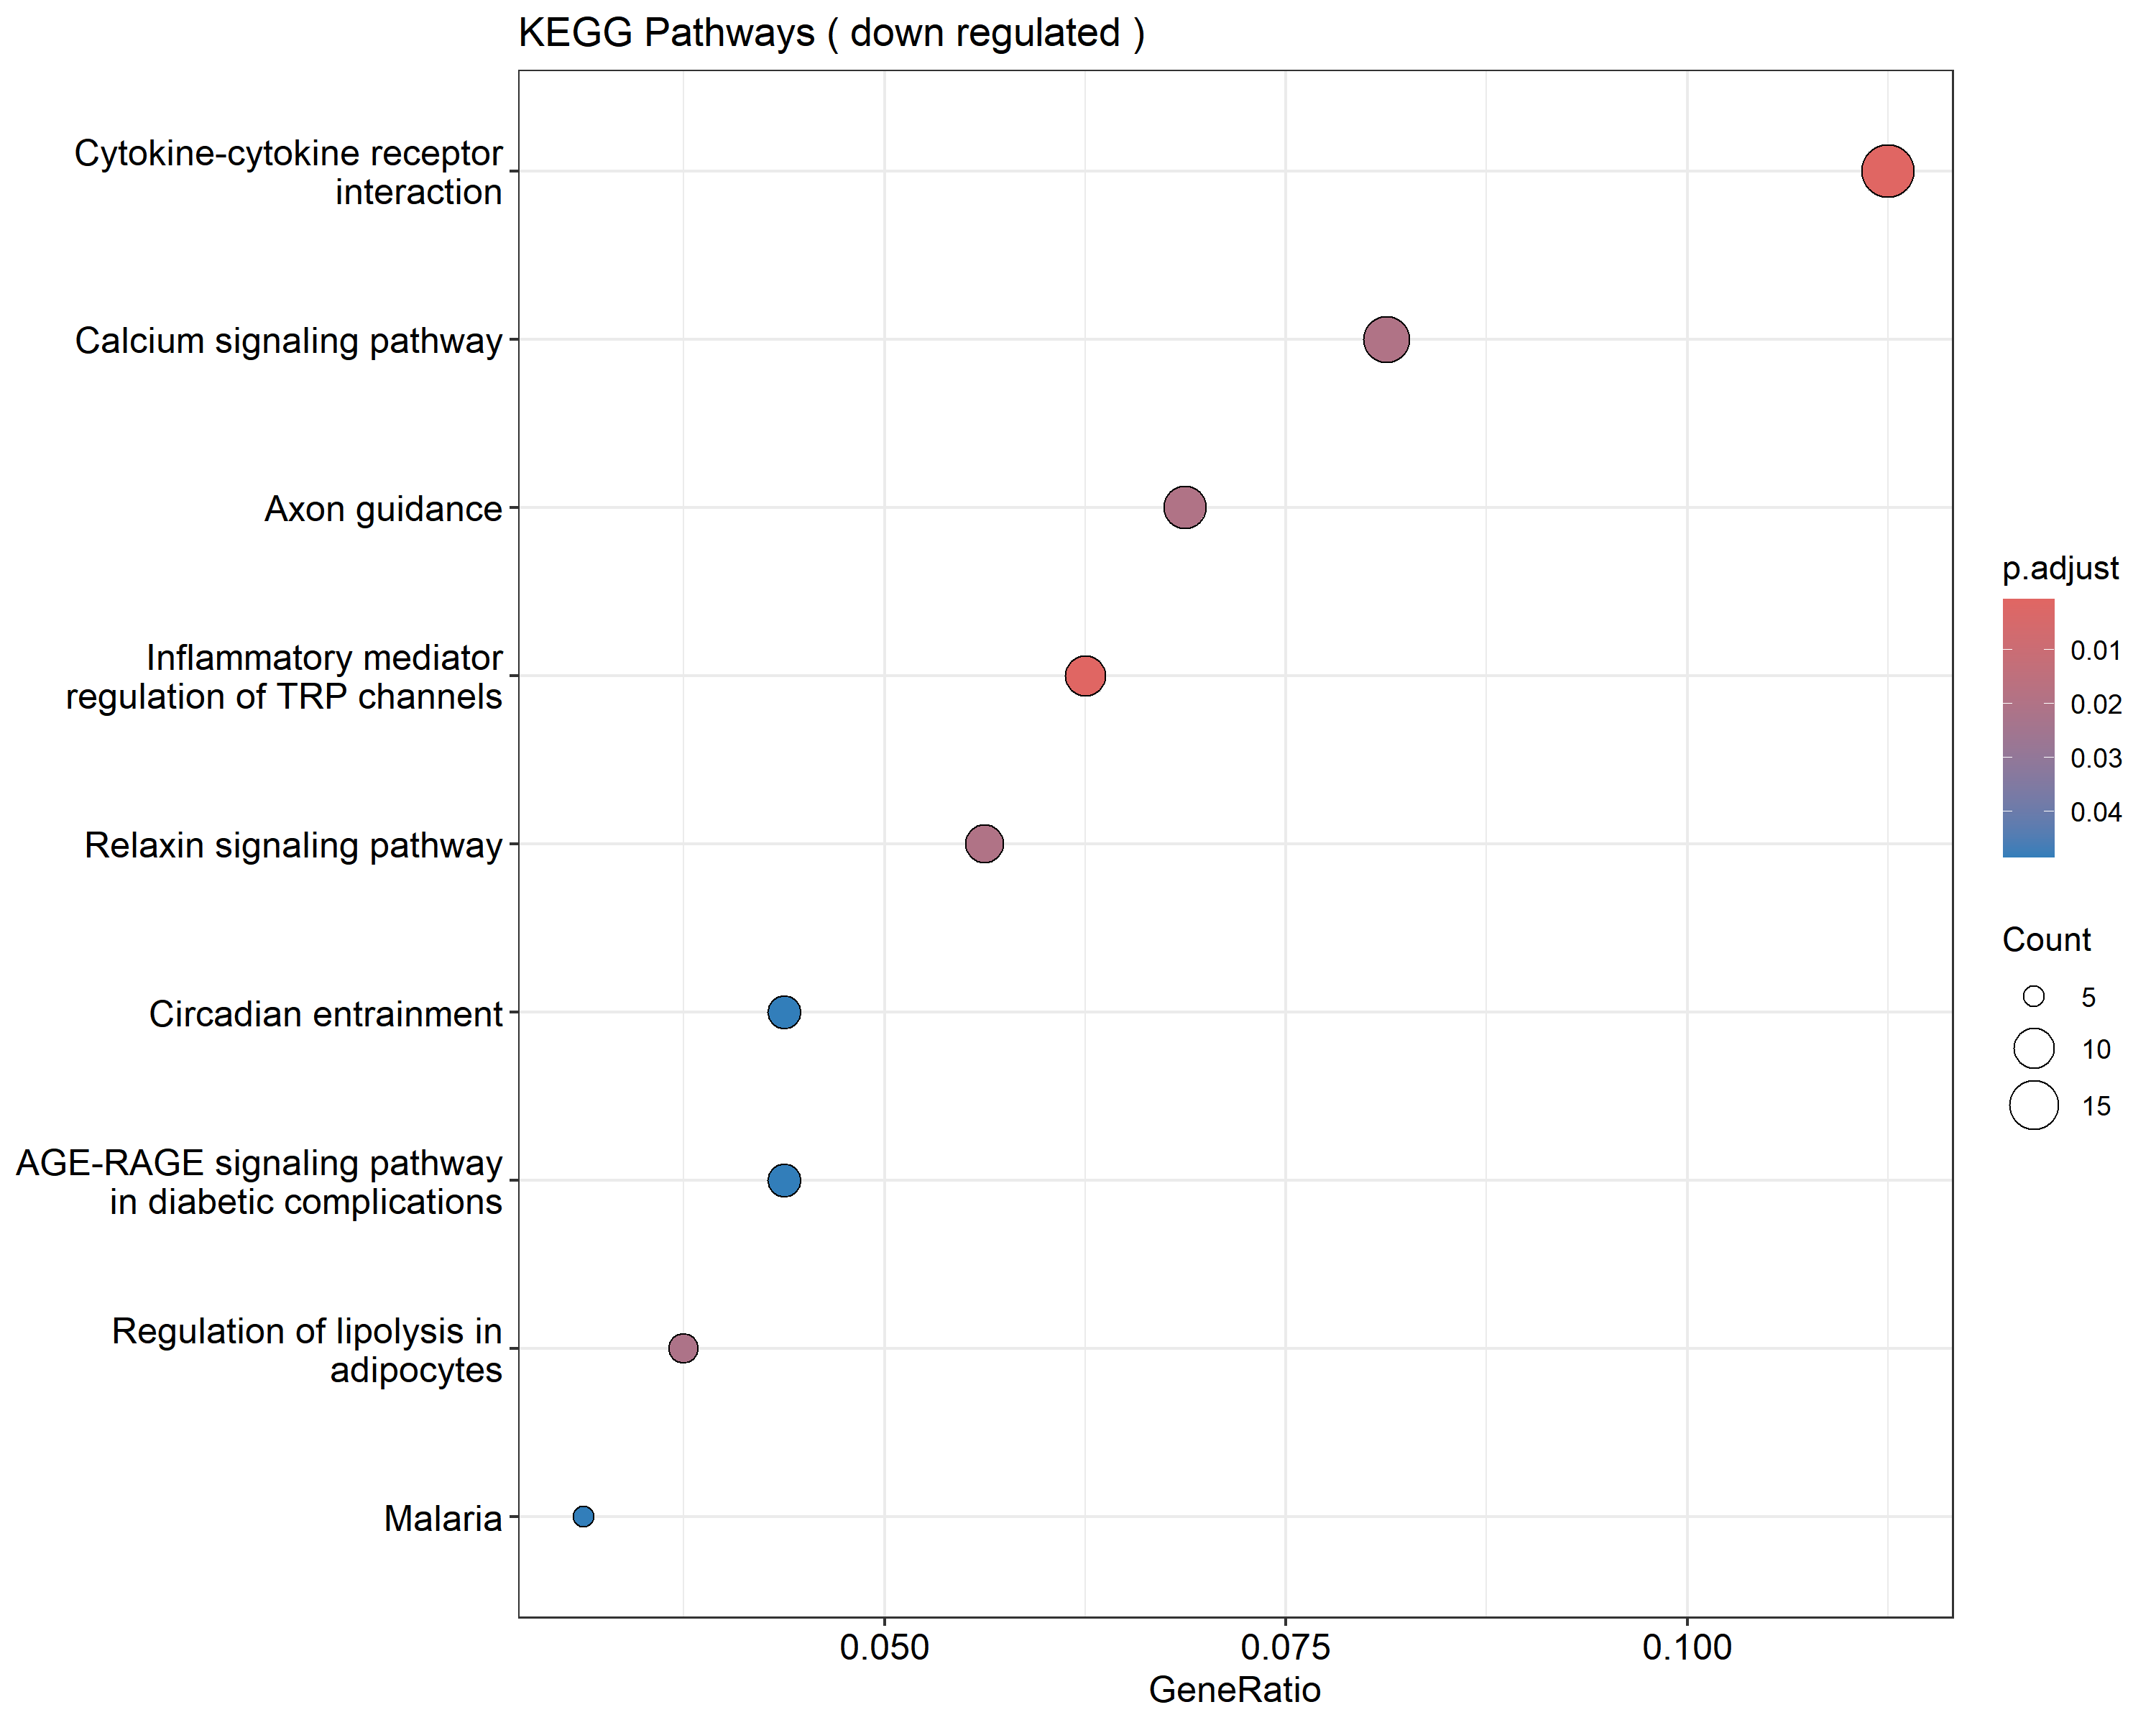 KEGG Pathways ( down regulated )
Cytokine-cytokine receptor
interaction
Calcium signaling pathway
Axon guidance
Inflammatory mediator
regulation of TRP channels
Relaxin signaling pathway
Circadian entrainment
AGE-RAGE signaling pathway
in diabetic complications
Regulation of lipolysis in
adipocytes
Malaria
0.050
0.075
0.100
GeneRatio
p.adjust
0.01
0.02
0.03
0.04
Count
5
10
15